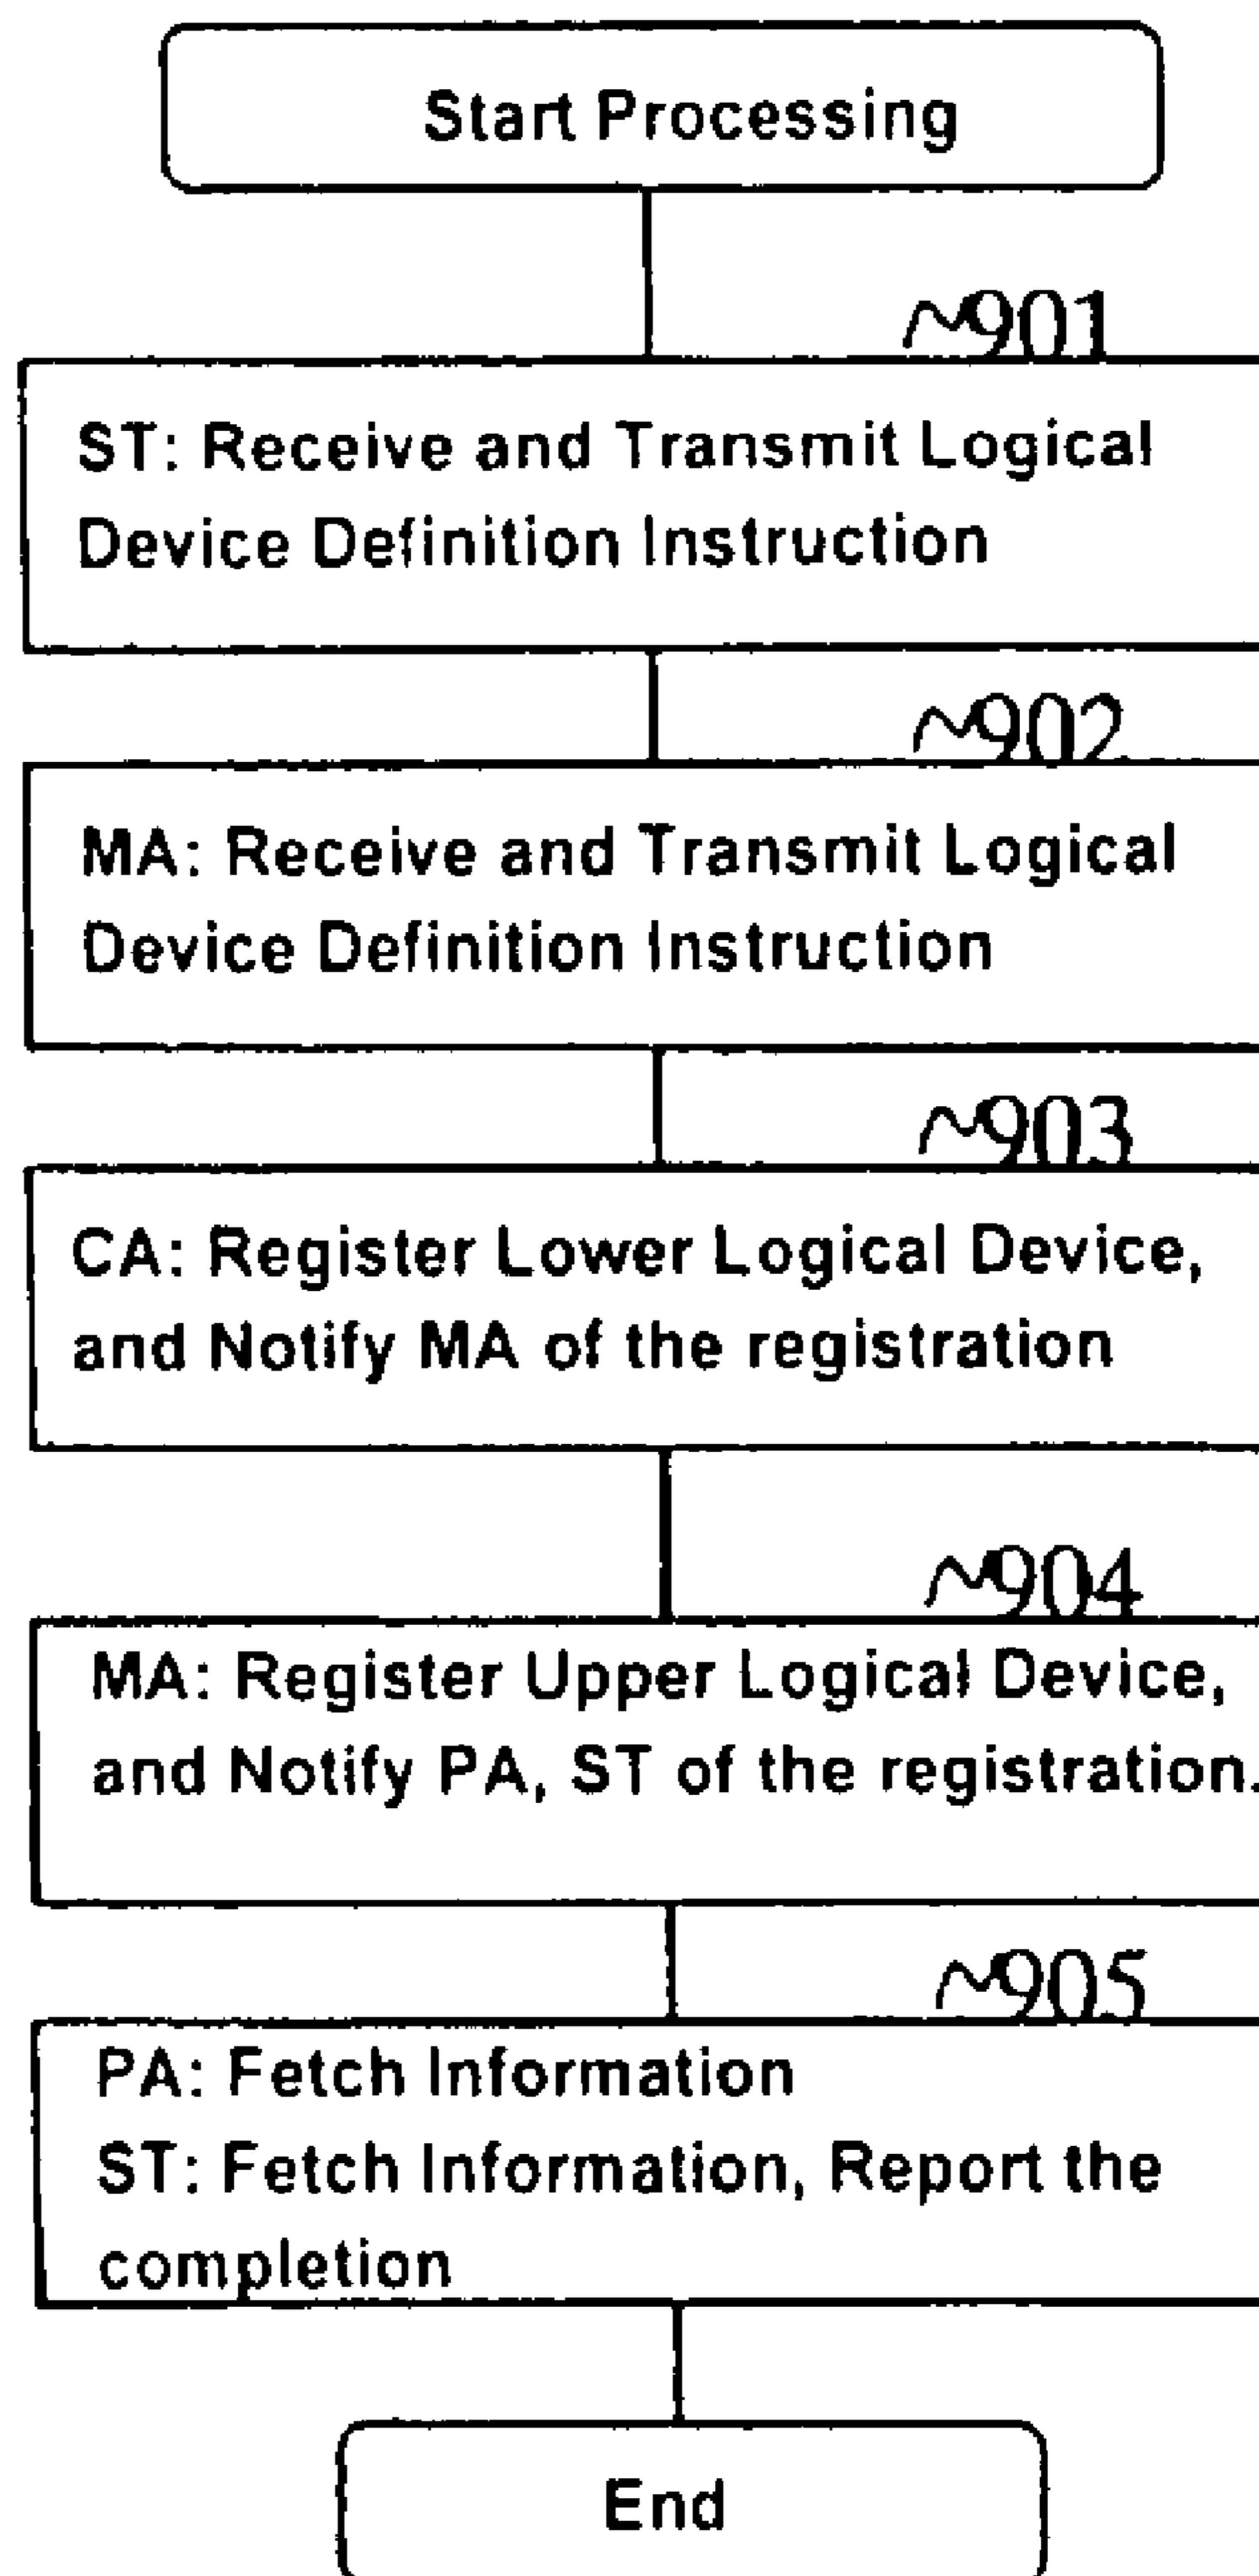 Start Processing
~901
ST: Receive and Transmit Logical
Device Definition Instruction
~902
MA: Receive and Transmit Logical
Device Definition Instruction
~903
CA: Register Lower Logical Device,
and Notify MA of the registration
~904
MA: Register Upper Logical Device,
and Notify PA, ST of the registration.
~905
PA: Fetch Information
ST: Fetch Information, Report the
completion
End